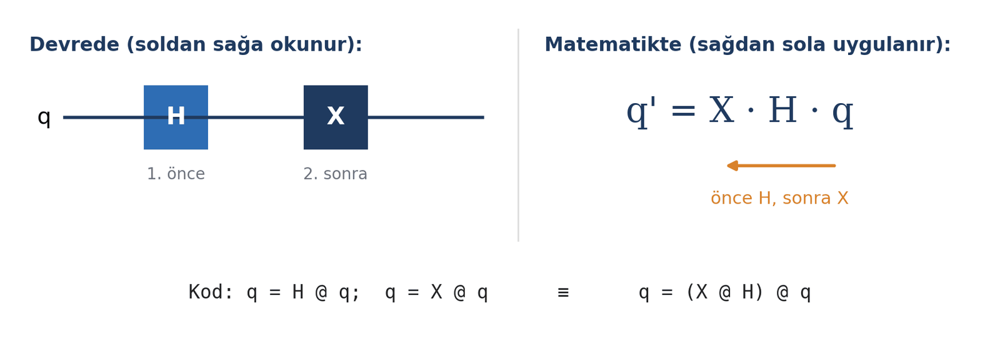 Devrede (soldan sağa okunur):
q
H
X
1. önce
2. sonra
Matematikte (sağdan sola uygulanır):
q' = X · H · q
önce H, sonra X
Kod: q = H @ q;  q = X @ q      ≡      q = (X @ H) @ q